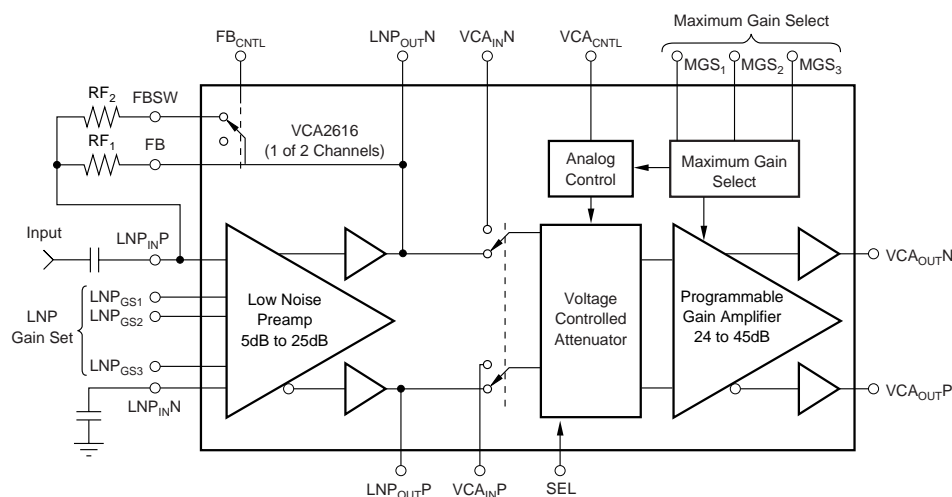 Maximum Gain Select
FB_CNTL
LNP_OUTN
VCA_INN
VCA_CNTL
MGS_1
MGS_2
MGS_3
RF_2
FBSW
RF_1
FB
VCA2616
(1 of 2 Channels)
Analog
Control
Maximum Gain
Select
Input
LNP_INP
VCA_OUTN
LNP
Gain Set
LNP_GS1
LNP_GS2
LNP_GS3
Low Noise
Preamp
5dB to 25dB
Voltage
Controlled
Attenuator
Programmable
Gain Amplifier
24 to 45dB
LNP_INN
VCA_OUTP
LNP_OUTP
VCA_INP
SEL